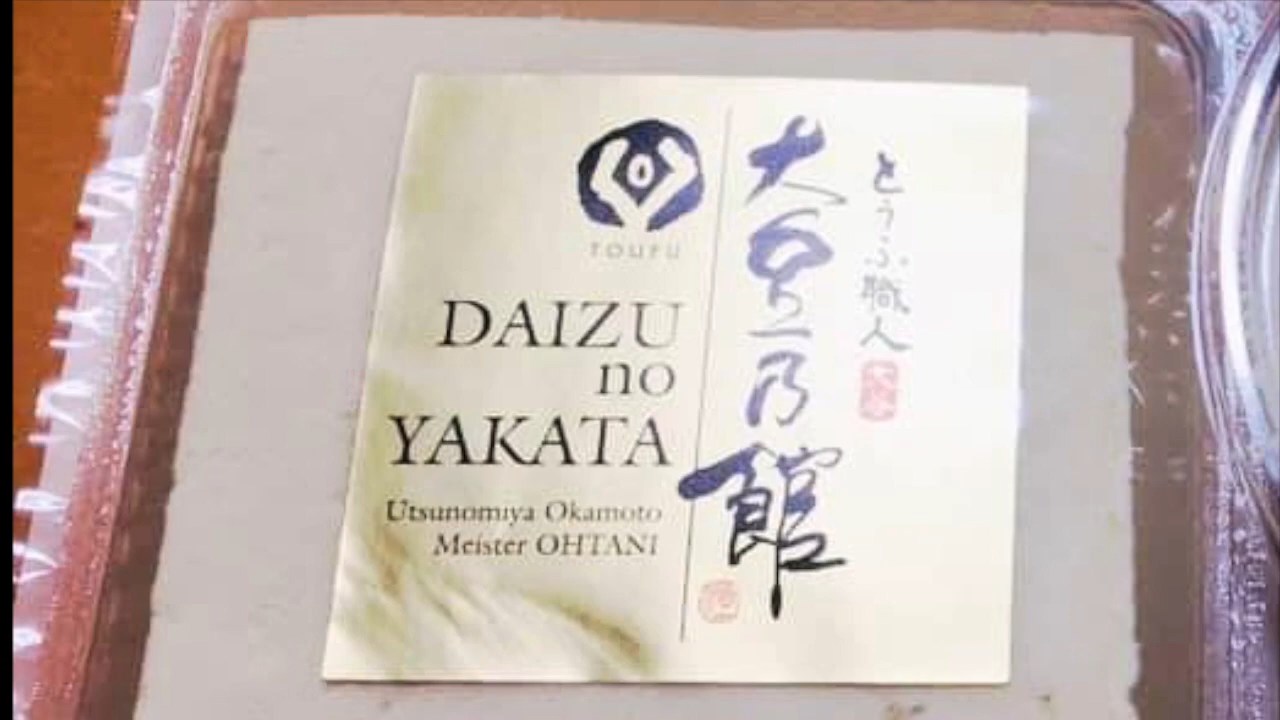 とうふ職人
大豆乃館
TOUFU
DAIZU
no
YAKATA
Utsunomiya Okamoto
Meister OHTANI